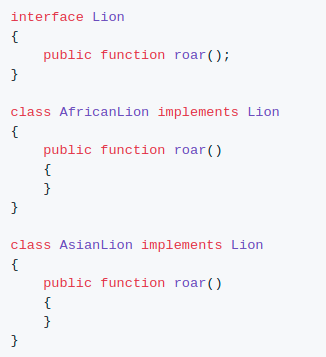 interface Lion
{
    public function roar();
}

class AfricanLion implements Lion
{
    public function roar()
    {
    }
}

class AsianLion implements Lion
{
    public function roar()
    {
    }
}